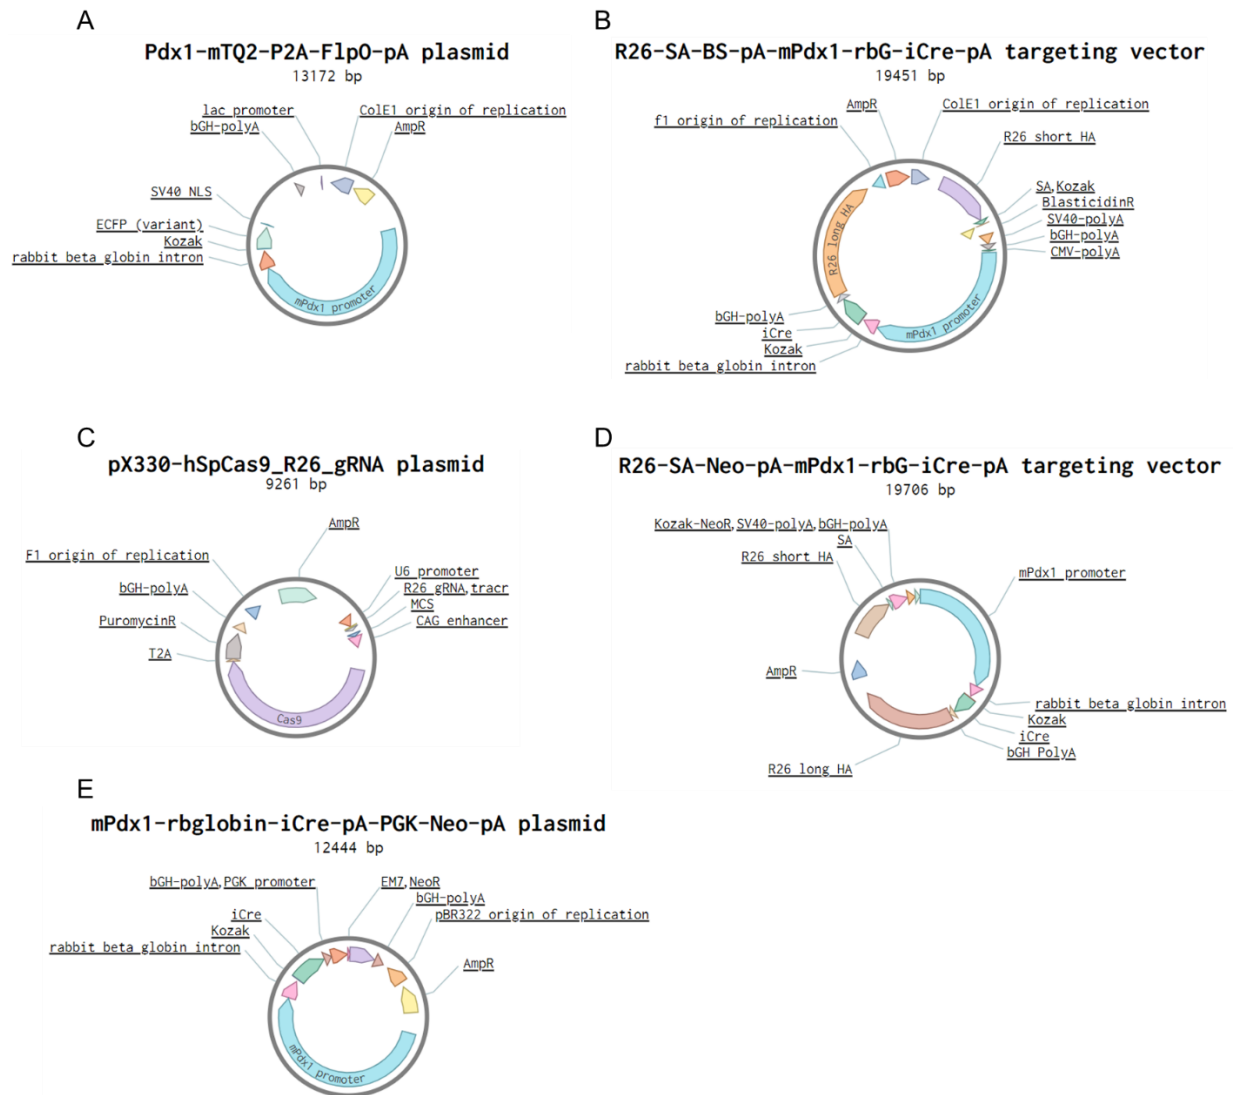 A
Pdx1-mTQ2-P2A-FlpO-pA plasmid
13172 bp
lac promoter
bGH-polyA
ColE1 origin of replication
AmpR
SV40 NLS
ECFP (variant)
Kozak
rabbit beta globin intron
mPdx1 promoter
B
R26-SA-BS-pA-mPdx1-rbG-iCre-pA targeting vector
19451 bp
AmpR
ColE1 origin of replication
f1 origin of replication
R26 short HA
SA,Kozak
BlasticidinR
SV40-polyA
bGH-polyA
CMV-polyA
R26 long HA
mPdx1 promoter
bGH-polyA
iCre
Kozak
rabbit beta globin intron
C
pX330-hSpCas9_R26_gRNA plasmid
9261 bp
AmpR
F1 origin of replication
bGH-polyA
PuromycinR
T2A
U6 promoter
R26 gRNA,tracr
MCS
CAG enhancer
Cas9
D
R26-SA-Neo-pA-mPdx1-rbG-iCre-pA targeting vector
19706 bp
Kozak-NeoR,SV40-polyA,bGH-polyA
SA
R26 short HA
mPdx1 promoter
AmpR
rabbit beta globin intron
Kozak
iCre
bGH PolyA
R26 long HA
E
mPdx1-rbglobin-iCre-pA-PGK-Neo-pA plasmid
12444 bp
bGH-polyA,PGK promoter
EM7,NeoR
bGH-polyA
pBR322 origin of replication
iCre
Kozak
rabbit beta globin intron
AmpR
mPdx1 promoter